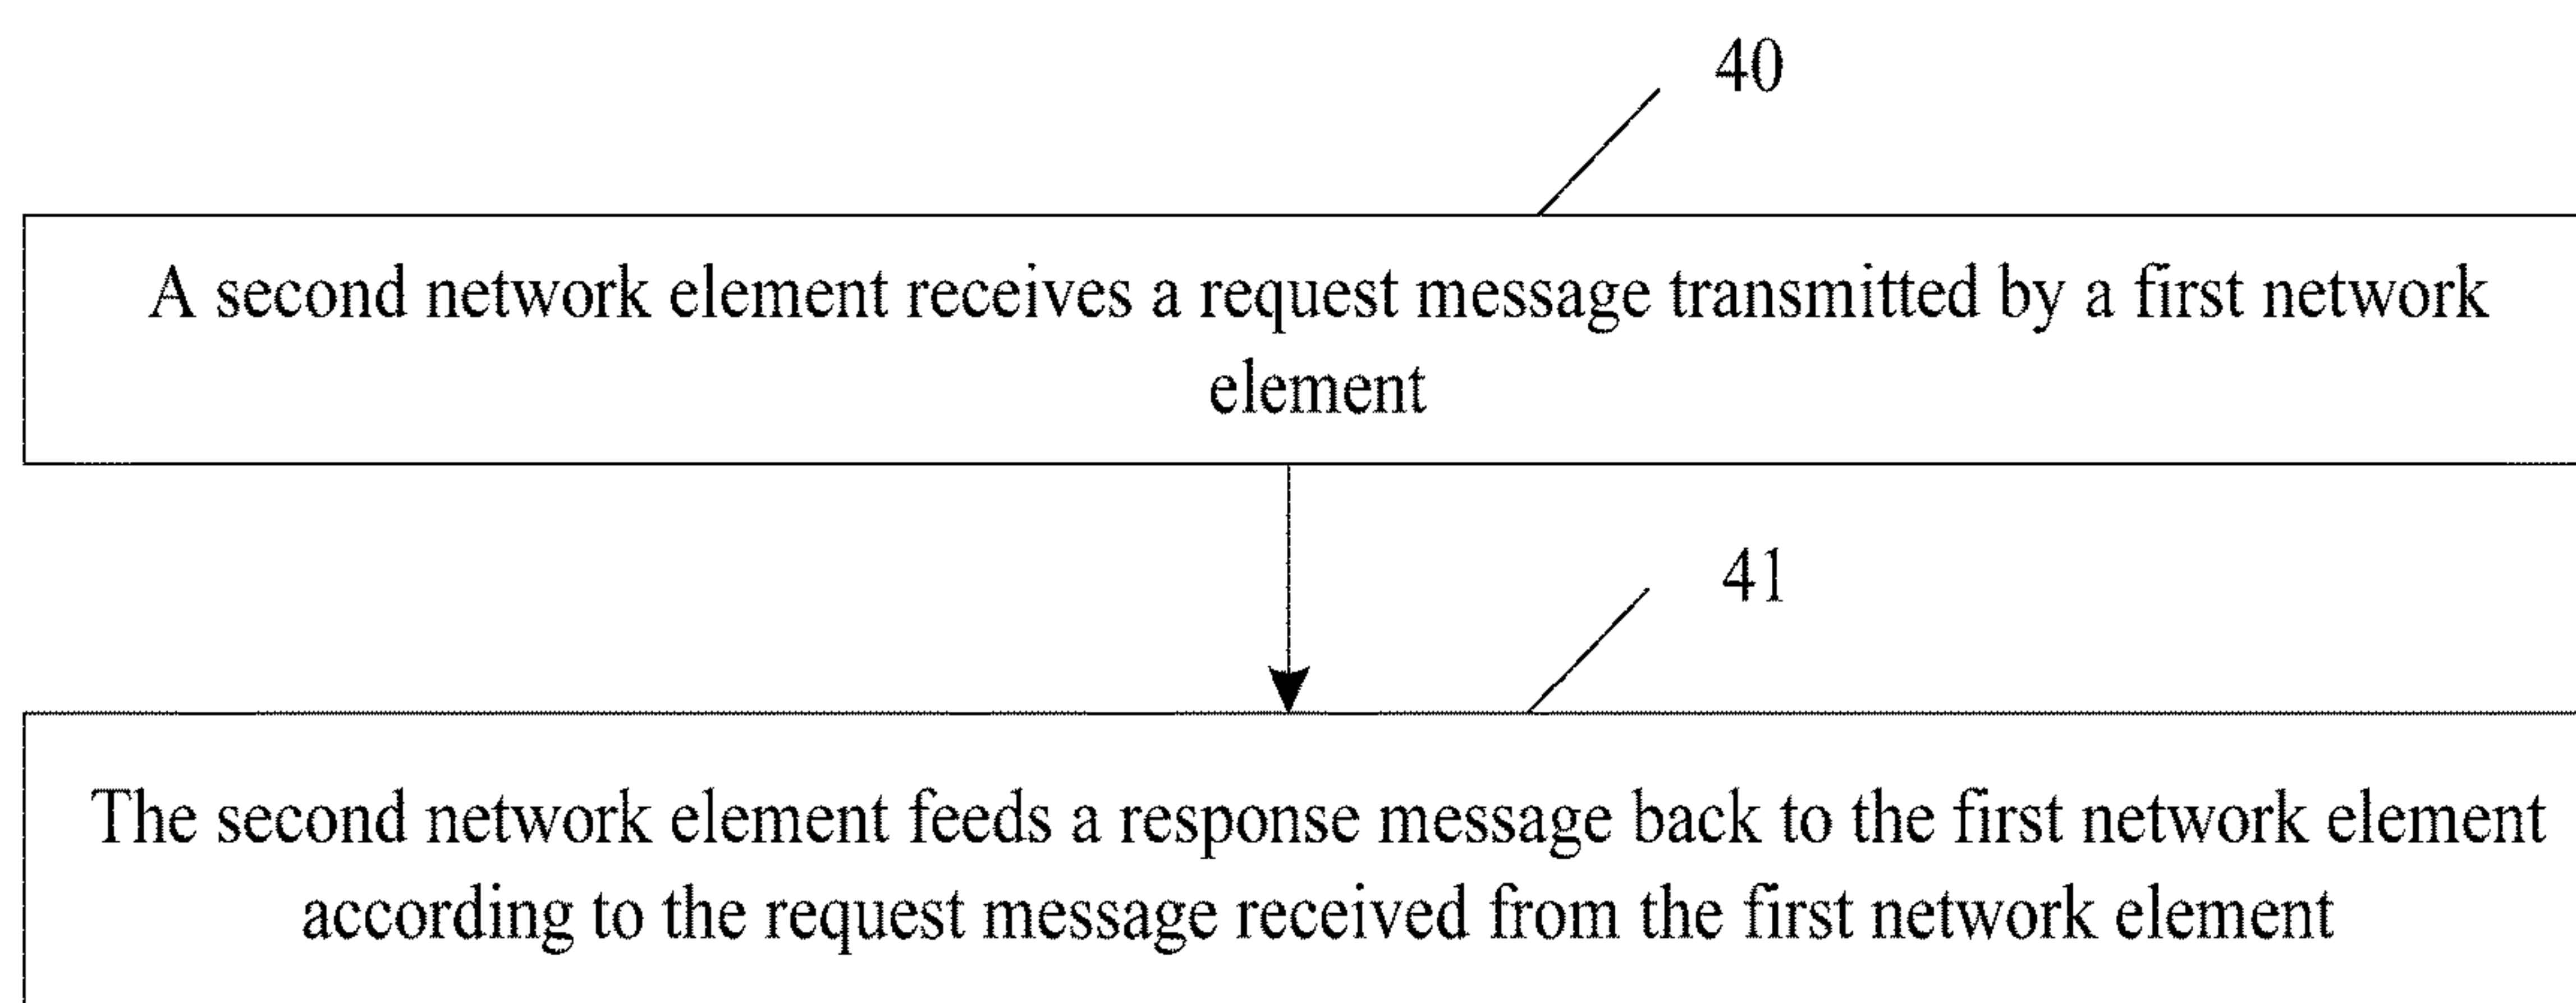 40
A second network element receives a request message transmitted by a first network
element
41
The second network element feeds a response message back to the first network element
according to the request message received from the first network element